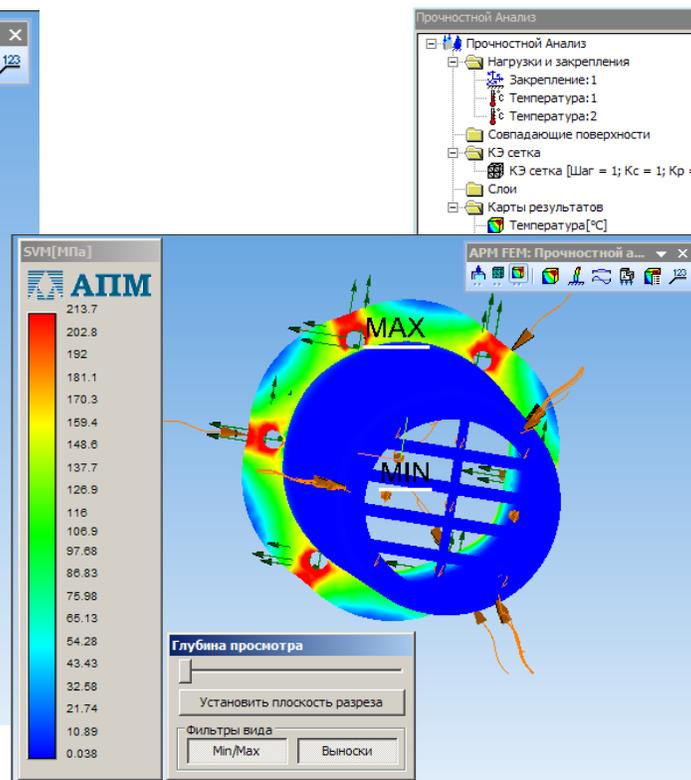 123
Прочностной Анализ
Прочностной Анализ
Нагрузки и закрепления
Закрепление:1
Температура:1
Температура:2
Совпадающие поверхности
КЭ сетка
КЭ сетка [Шаг = 1; Кс = 1; Кр =
Слои
Карты результатов
Температура[°C]
SVM[МПа]
АПМ
213.7
202.8
192
181.1
170.3
159.4
148.6
137.7
126.9
116
106.9
97.68
86.83
75.98
65.13
54.28
43.43
32.58
21.74
10.89
0.038
APM FEM: Прочностной а...
123
MAX
MIN
Глубина просмотра
Установить плоскость разреза
Фильтры вида
Min/Max
Выноски